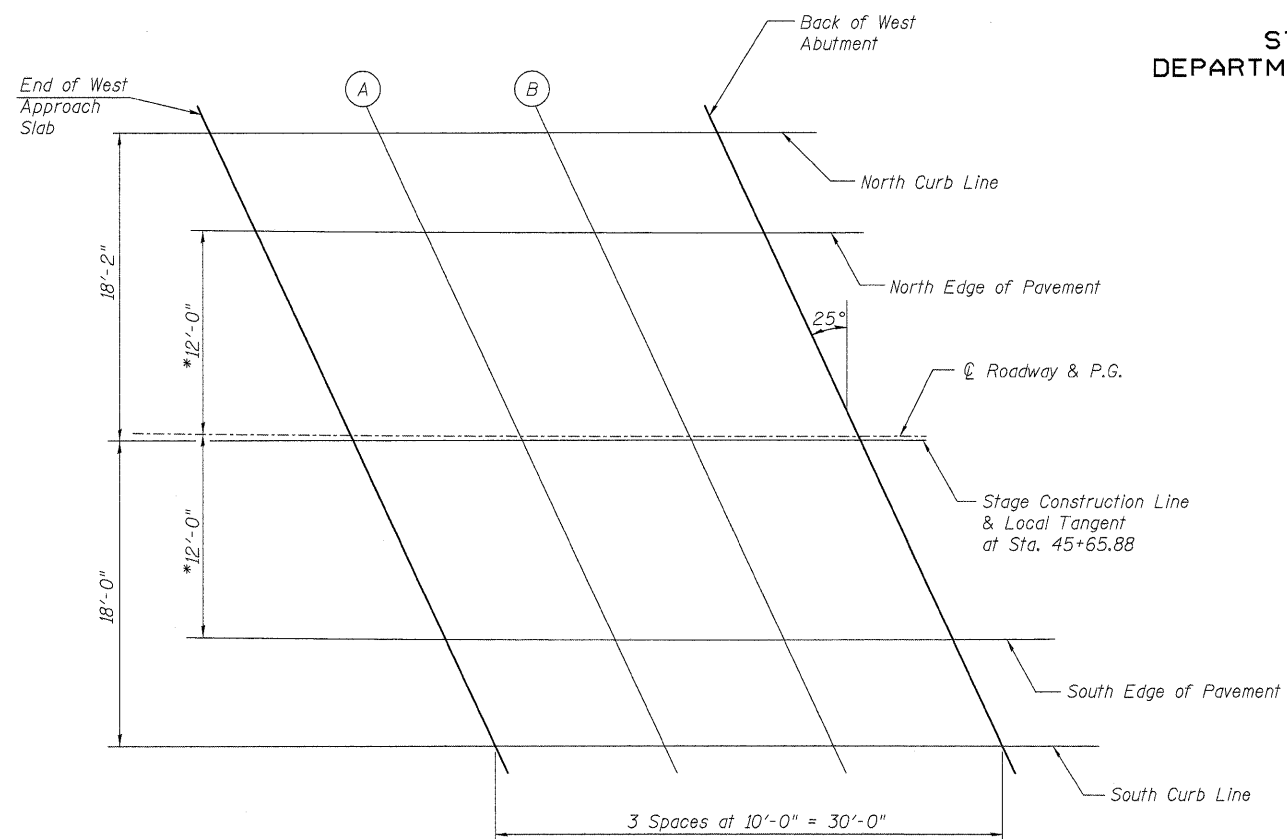 ST
DEPARTM
Back of West
Abutment
End of West
Approach
Slab
A
B
North Curb Line
18'-2"
North Edge of Pavement
*12'-0"
25°
℄ Roadway & P.G.
Stage Construction Line
& Local Tangent
at Sta. 45+65.88
*12'-0"
18'-0"
South Edge of Pavement
South Curb Line
3 Spaces at 10'-0" = 30'-0"